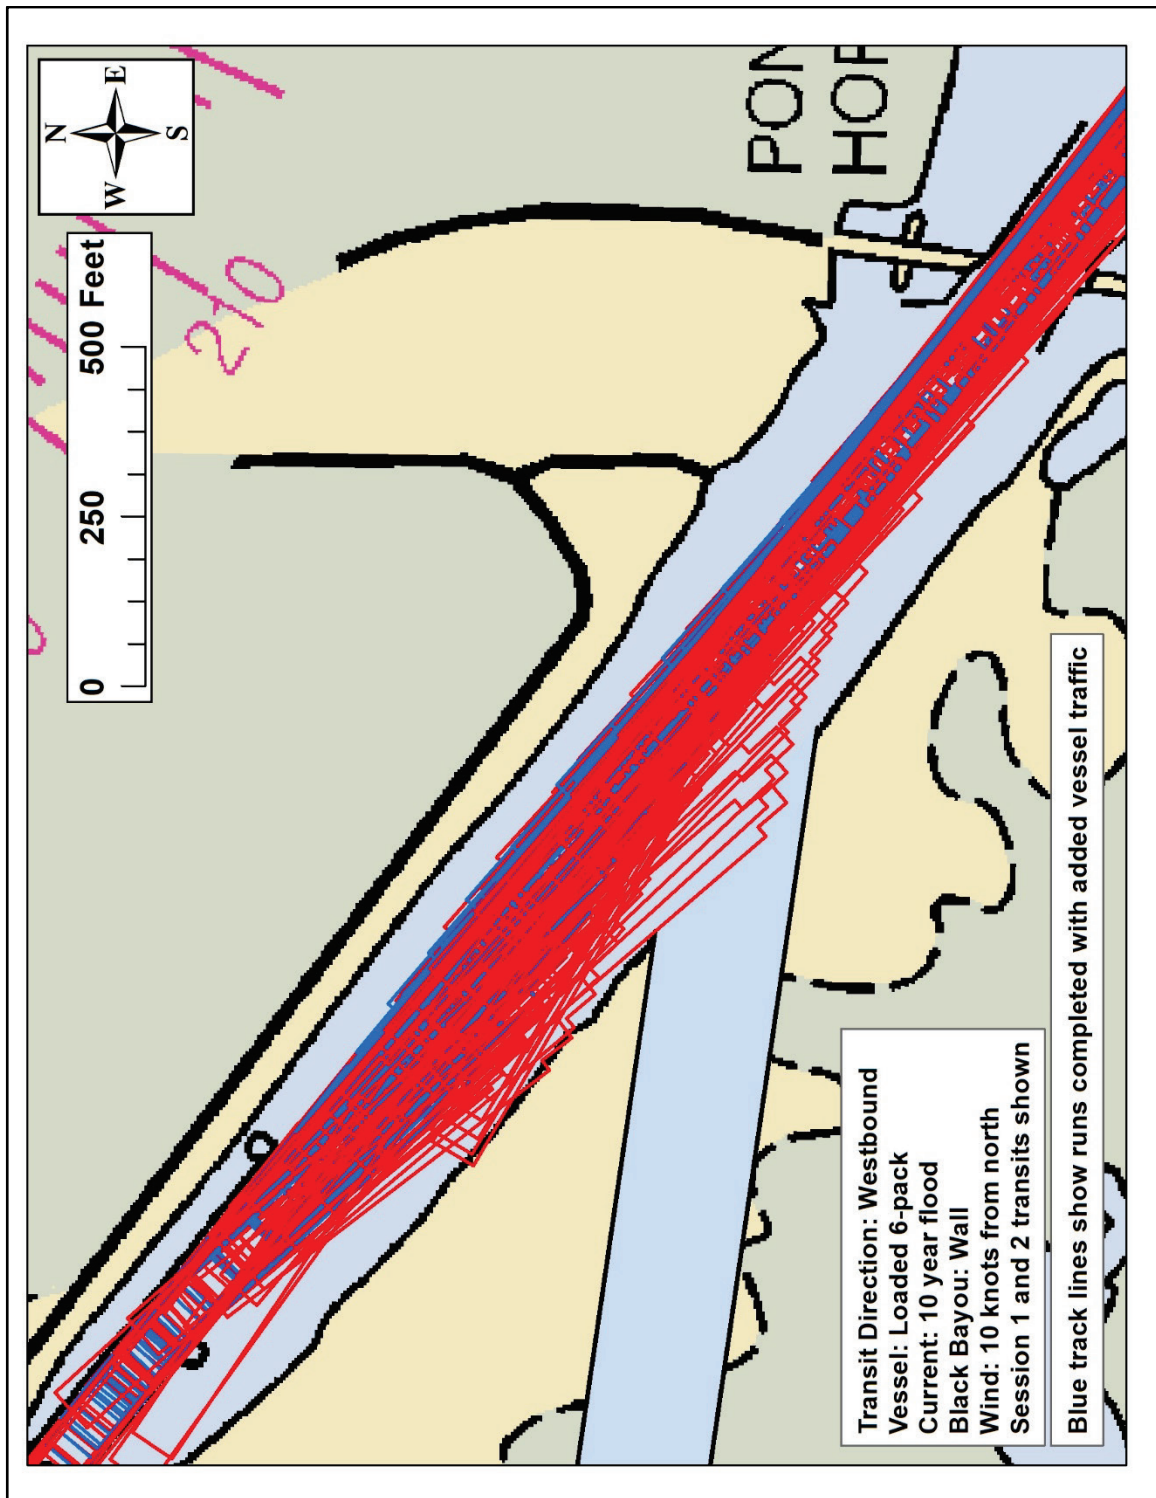 N
W
E
S
0
250
500 Feet
210
PON
HOR
Transit Direction: Westbound
Vessel: Loaded 6-pack
Current: 10 year flood
Black Bayou: Wall
Wind: 10 knots from north
Session 1 and 2 transits shown
Blue track lines show runs completed with added vessel traffic